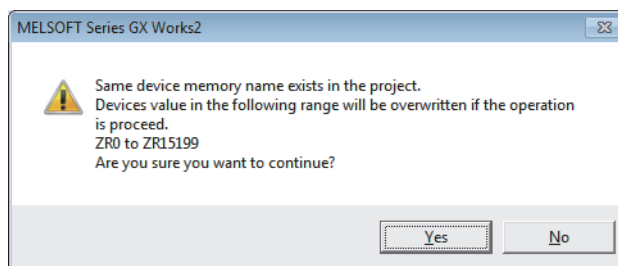 MELSOFT Series GX Works2
Same device memory name exists in the project.
Devices value in the following range will be overwritten if the operation
is proceed.
ZR0 to ZR15199
Are you sure you want to continue?
Yes
No